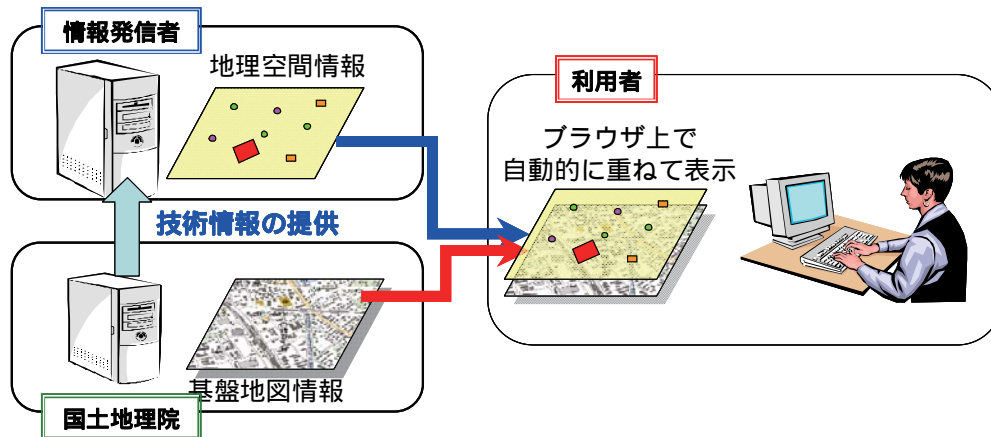 情報発信者
地理空間情報
利用者
ブラウザ上で
自動的に重ねて表示
技術情報の提供
基盤地図情報
国土地理院